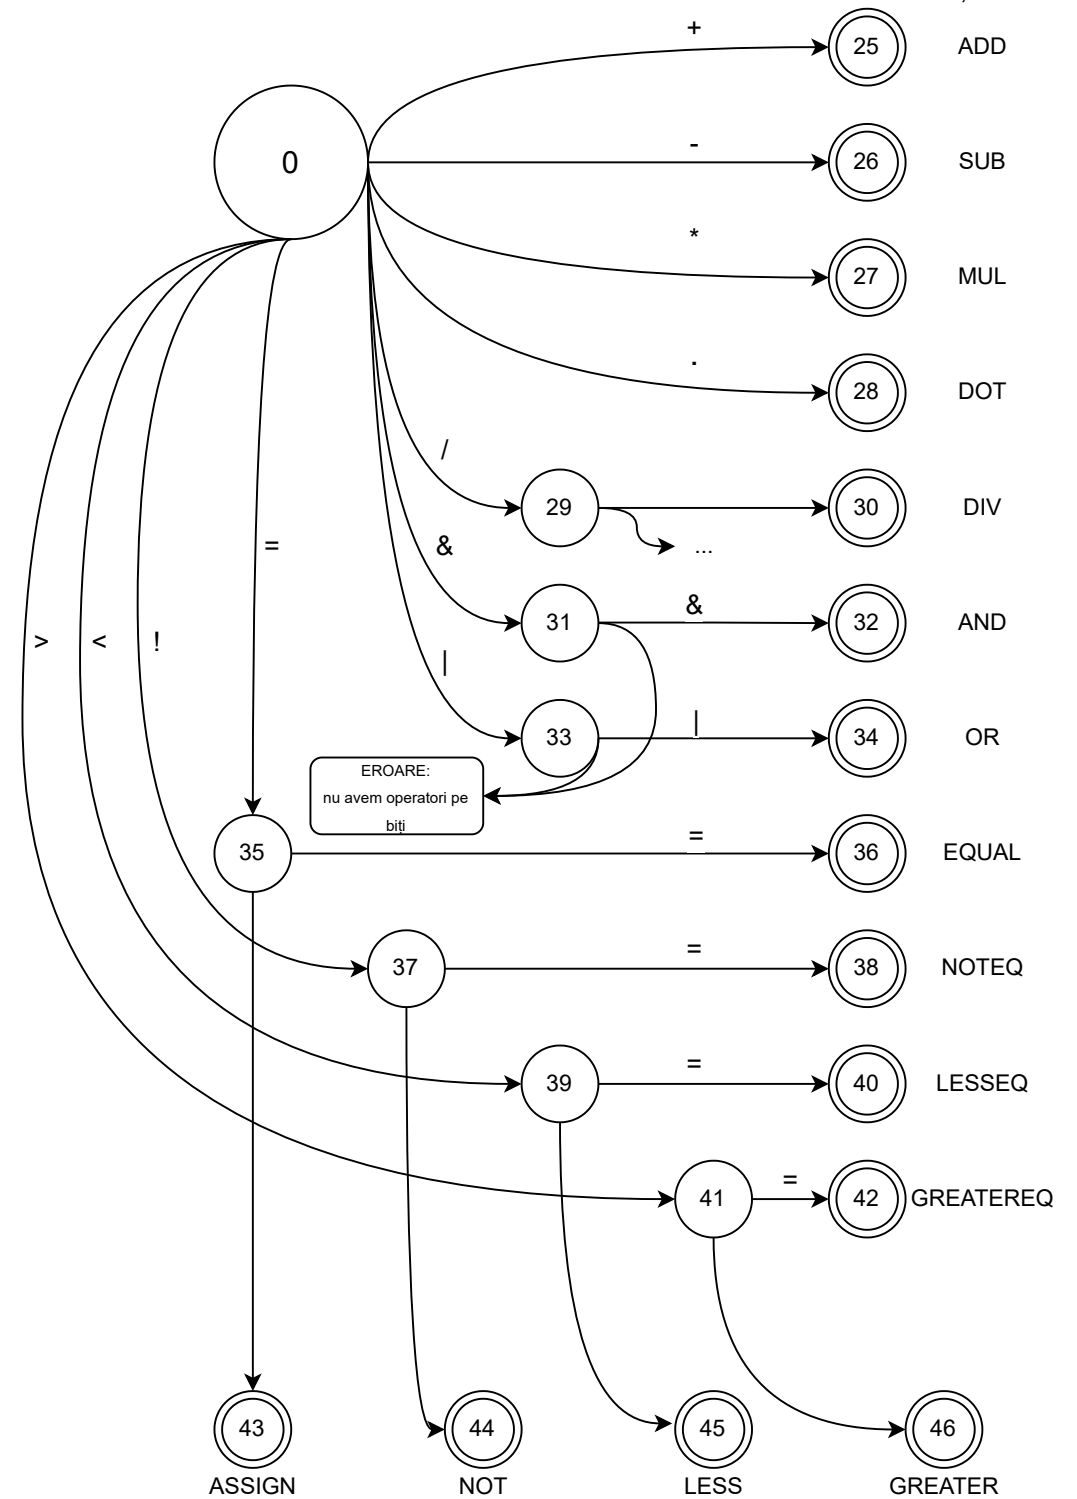 +
25 ADD
0
-
26 SUB
*
27 MUL
.
28 DOT
/
29 30 DIV
...
&
31 & 32 AND
> < ! =
|
33 | 34 OR
EROARE:
nu avem operatori pe
biți
35 = 36 EQUAL
37 = 38 NOTEQ
39 = 40 LESSEQ
41 = 42 GREATEREQ
43 44 45 46
ASSIGN NOT LESS GREATER